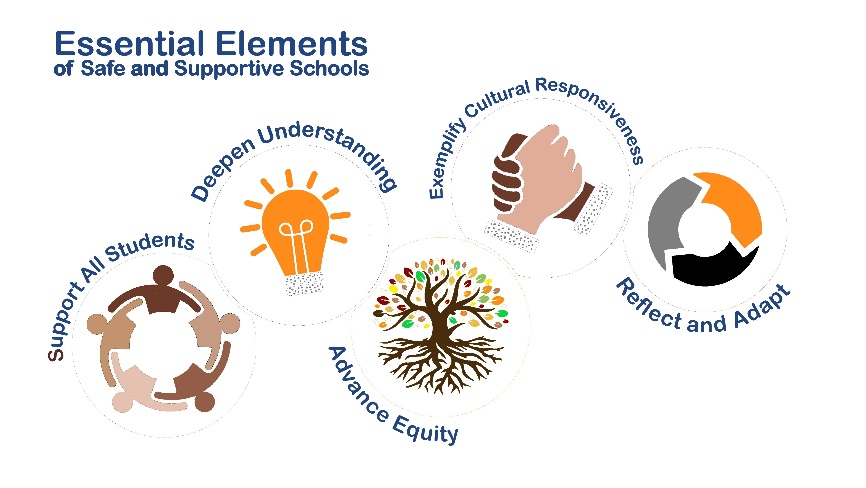 Essential Elements
of Safe and Supportive Schools
Support All Students
Deepen Understanding
Advance Equity
Exemplify Cultural Responsiveness
Reflect and Adapt